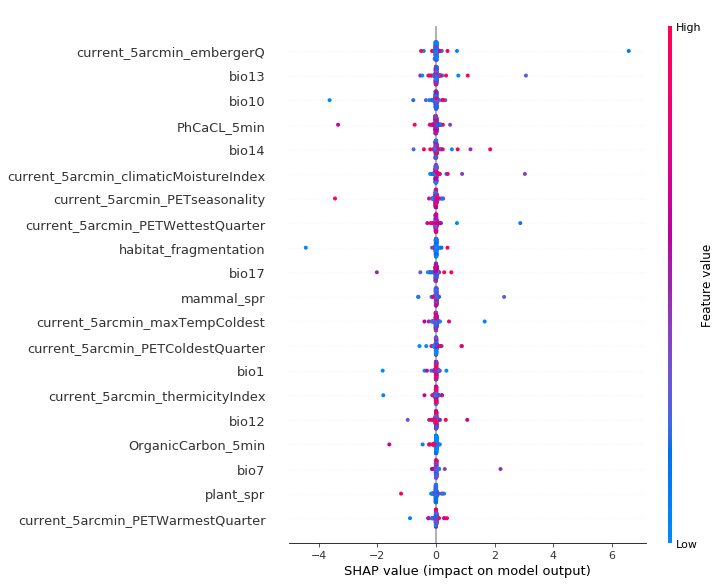 High
current_5arcmin_embergerQ
bio13
bio10
PhCaCL_5min
bio14
current_5arcmin_climaticMoistureIndex
current_5arcmin_PETseasonality
current_5arcmin_PETWettestQuarter
habitat_fragmentation
bio17
mammal_spr
current_5arcmin_maxTempColdest
current_5arcmin_PETColdestQuarter
bio1
current_5arcmin_thermicityIndex
bio12
OrganicCarbon_5min
bio7
plant_spr
current_5arcmin_PETWarmestQuarter
Feature value
Low
−4 −2 0 2 4 6
SHAP value (impact on model output)